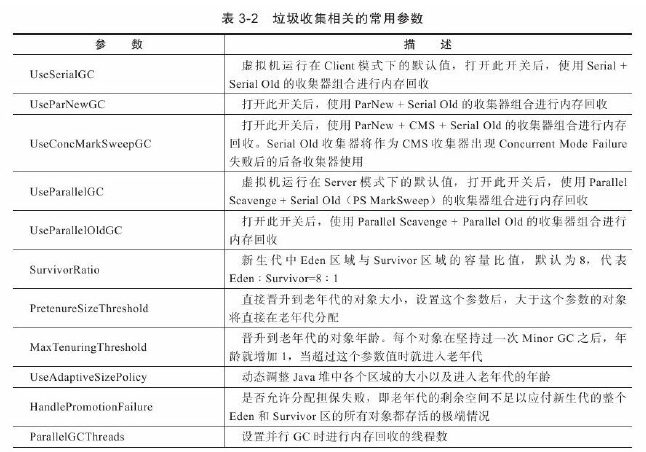 表 3-2 垃圾收集相关的常用参数
参 数 描 述
UseSerialGC
虚拟机运行在 Client 模式下的默认值，打开此开关后，使用 Serial +
Serial Old 的收集器组合进行内存回收
UseParNewGC
打开此开关后，使用 ParNew + Serial Old 的收集器组合进行内存回收
UseConcMarkSweepGC
打开此开关后，使用 ParNew + CMS + Serial Old 的收集器组合进行内存
回收。Serial Old 收集器将作为 CMS 收集器出现 Concurrent Mode Failure
失败后的后备收集器使用
UseParallelGC
虚拟机运行在 Server 模式下的默认值，打开此开关后，使用 Parallel
Scavenge + Serial Old（PS MarkSweep）的收集器组合进行内存回收
UseParallelOldGC
打开此开关后，使用 Parallel Scavenge + Parallel Old 的收集器组合进行
内存回收
SurvivorRatio
新生代中 Eden 区域与 Survivor 区域的容量比值，默认为 8，代表
Eden：Survivor=8：1
PretenureSizeThreshold
直接晋升到老年代的对象大小，设置这个参数后，大于这个参数的对象
将直接在老年代分配
MaxTenuringThreshold
晋升到老年代的对象年龄。每个对象在坚持过一次 Minor GC 之后，年
龄就增加 1，当超过这个参数值时就进入老年代
UseAdaptiveSizePolicy
动态调整 Java 堆中各个区域的大小以及进入老年代的年龄
HandlePromotionFailure
是否允许分配担保失败，即老年代的剩余空间不足以应付新生代的整个
Eden 和 Survivor 区的所有对象都存活的极端情况
ParallelGCThreads
设置并行 GC 时进行内存回收的线程数